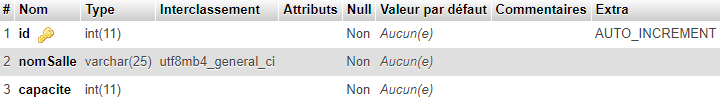 # Nom Type Interclassement Attributs Null Valeur par défaut Commentaires Extra
1 id int(11) Non Aucun(e) AUTO_INCREMENT
2 nomSalle varchar(25) utf8mb4_general_ci Non Aucun(e)
3 capacite int(11) Non Aucun(e)